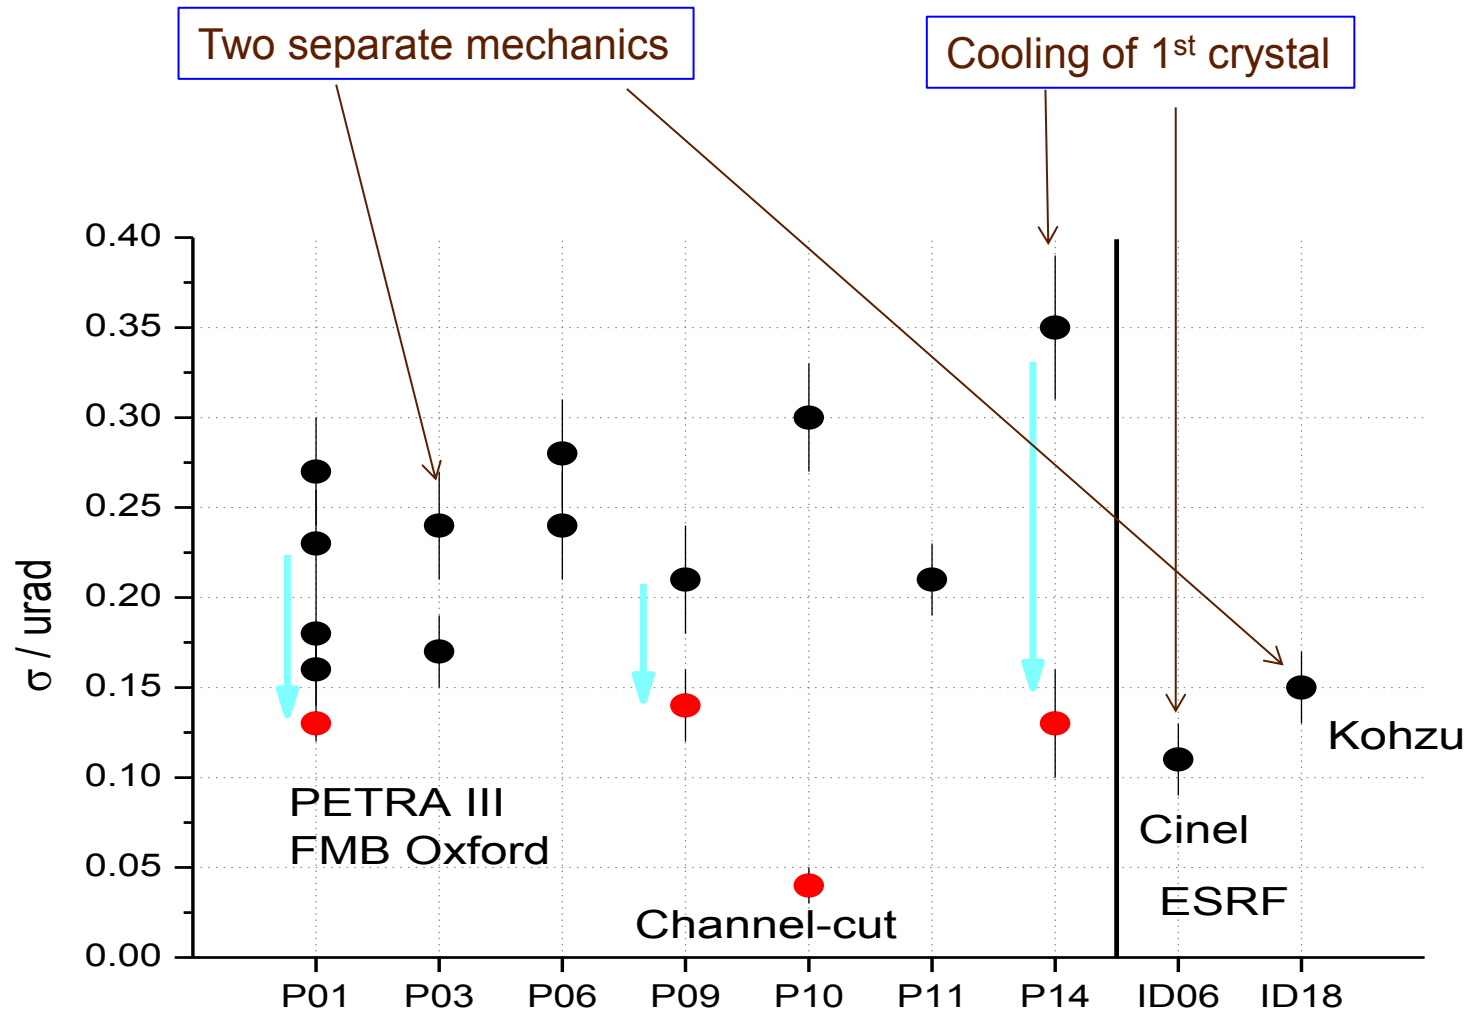 Two separate mechanics
Cooling of 1st crystal
0.40
0.35
0.30
0.25
0.20
0.15
0.10
0.05
0.00
σ / urad
PETRA III
FMB Oxford
Channel-cut
Kohzu
Cinel
ESRF
P01 P03 P06 P09 P10 P11 P14 ID06 ID18